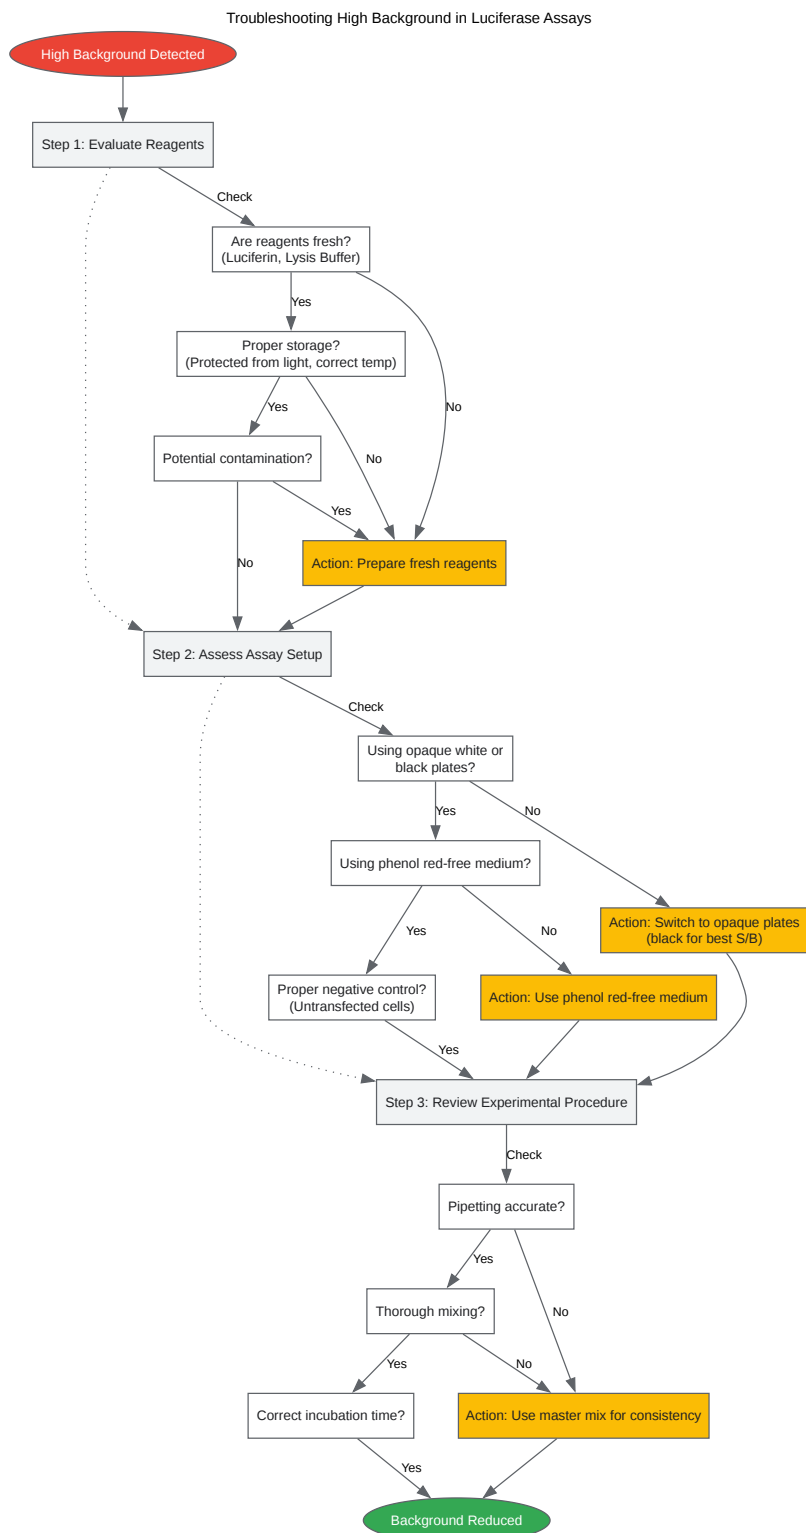 Troubleshooting High Background in Luciferase Assays
High Background Detected
Step 1: Evaluate Reagents
Check
Are reagents fresh?
(Luciferin, Lysis Buffer)
Yes
Proper storage?
(Protected from light, correct temp)
Yes
No
No
Potential contamination?
Yes
No
Action: Prepare fresh reagents
Step 2: Assess Assay Setup
Check
Using opaque white or
black plates?
Yes
No
Using phenol red-free medium?
Yes
No
Action: Switch to opaque plates
(black for best S/B)
Proper negative control?
(Untransfected cells)
Action: Use phenol red-free medium
Yes
Step 3: Review Experimental Procedure
Check
Pipetting accurate?
Yes
No
Thorough mixing?
Yes
No
Correct incubation time?
Action: Use master mix for consistency
Yes
Background Reduced